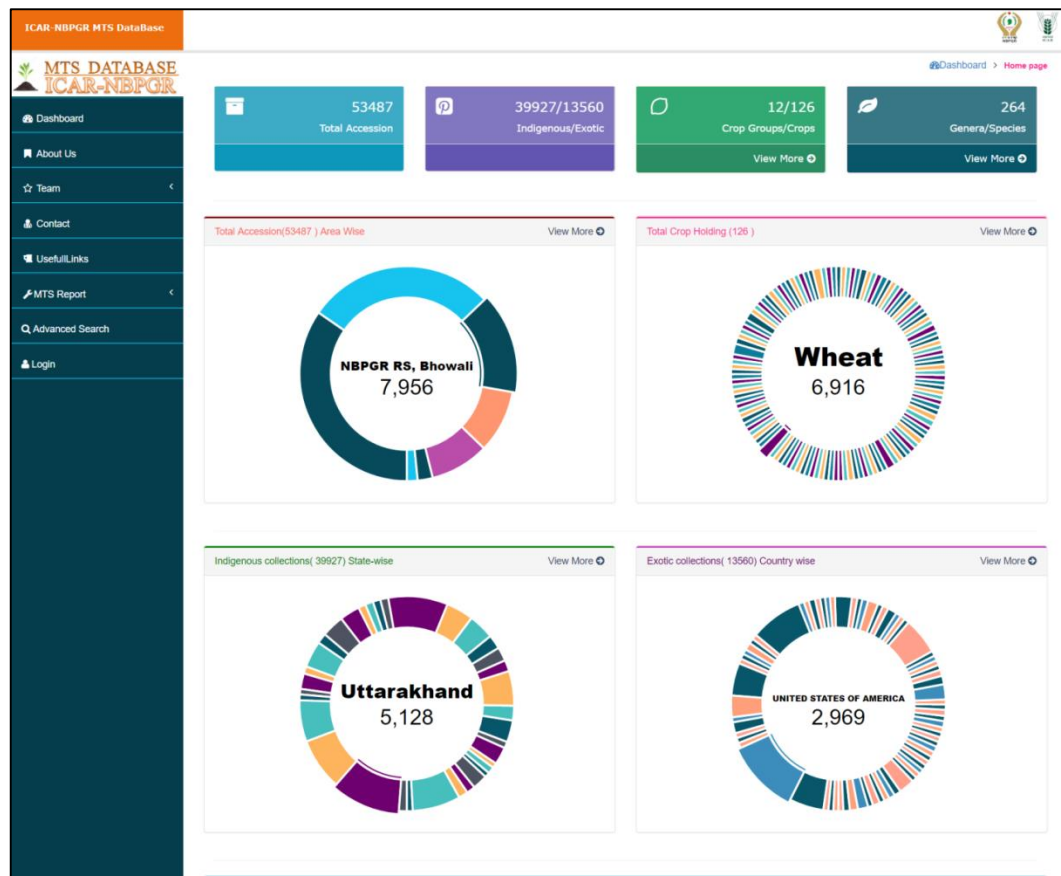 ICAR-NBPGR MTS DataBase
MTS DATABASE
ICAR-NBPGR
Dashboard > Home page
Dashboard
About Us
Team
Contact
UsefullLinks
MTS Report
Advanced Search
Login
53487
Total Accession
39927/13560
Indigenous/Exotic
12/126
Crop Groups/Crops
View More
264
Genera/Species
View More
Total Accession(53487 ) Area Wise
View More
NBPGR RS, Bhowali
7,956
Total Crop Holding (126 )
View More
Wheat
6,916
Indigenous collections( 39927) State-wise
View More
Uttarakhand
5,128
Exotic collections( 13560) Country wise
View More
UNITED STATES OF AMERICA
2,969